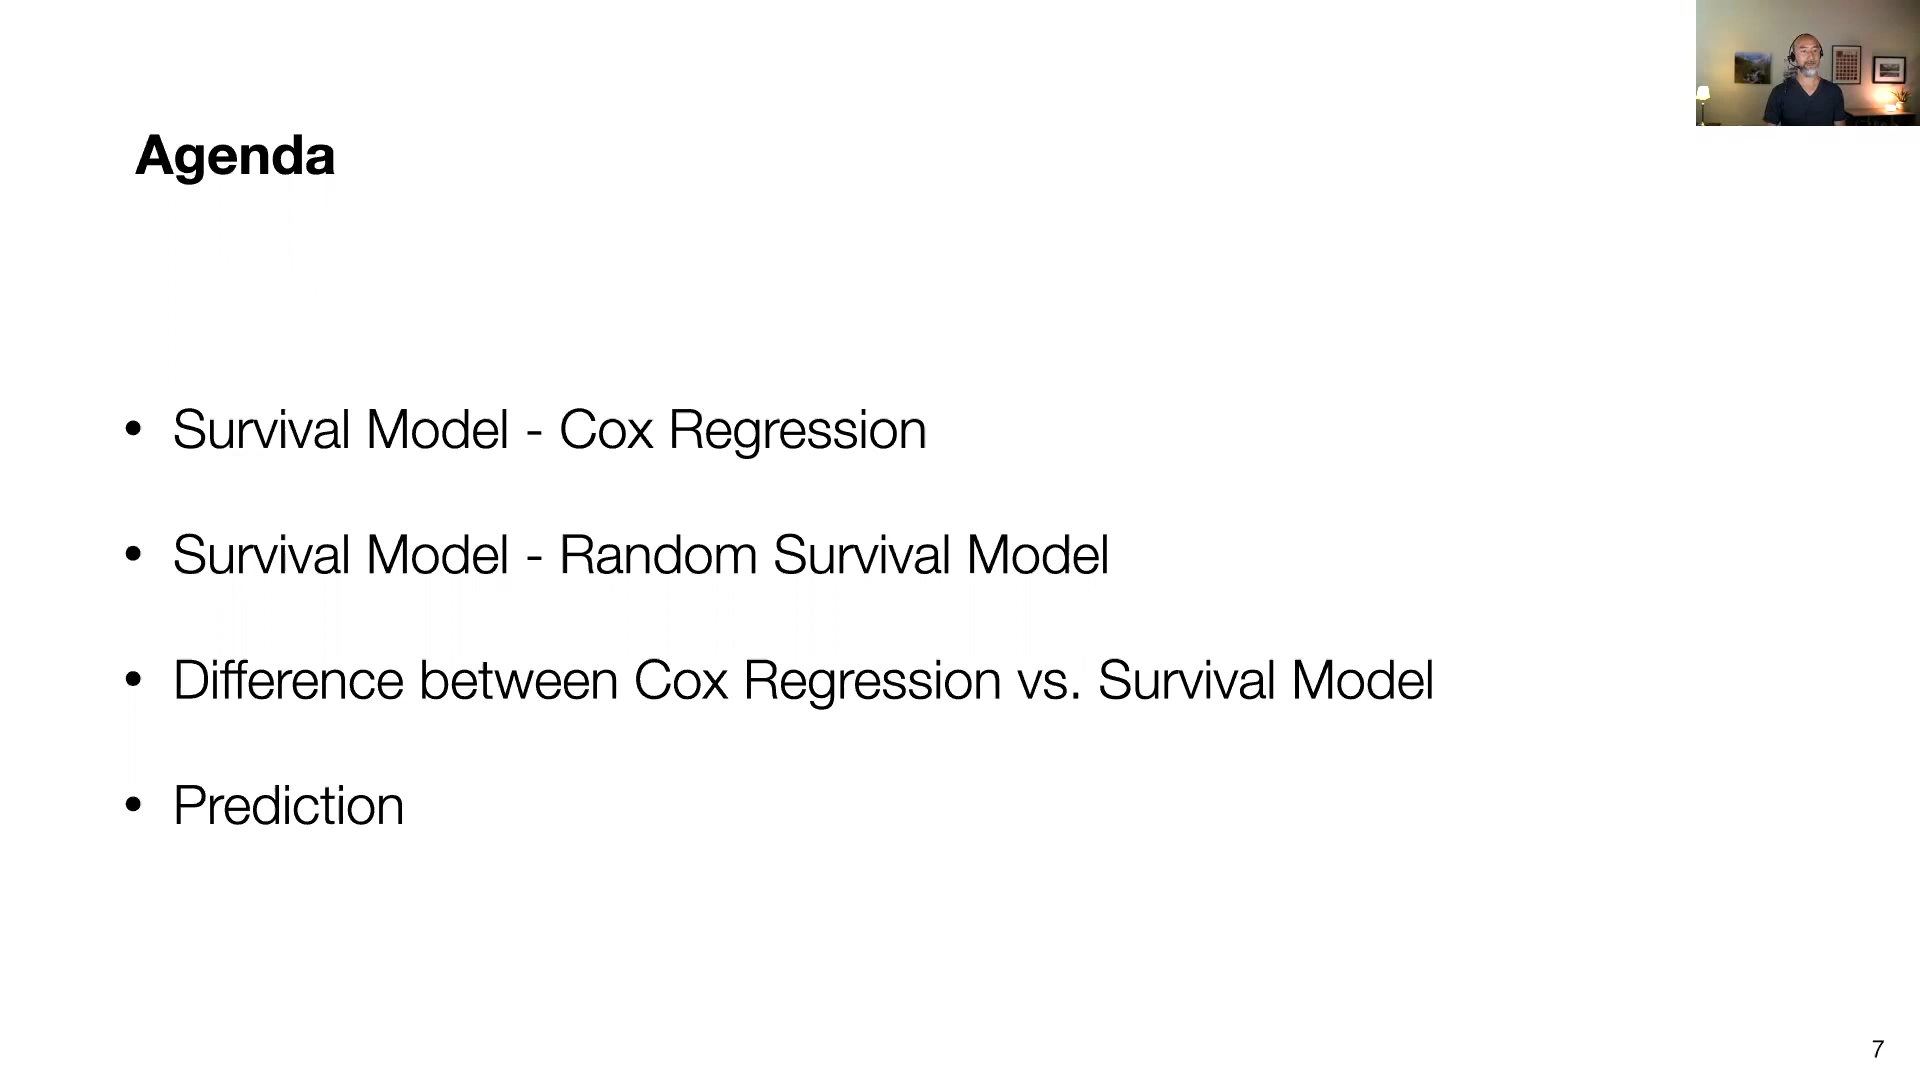 Agenda
• Survival Model - Cox Regression
• Survival Model - Random Survival Model
• Difference between Cox Regression vs. Survival Model
• Prediction
7